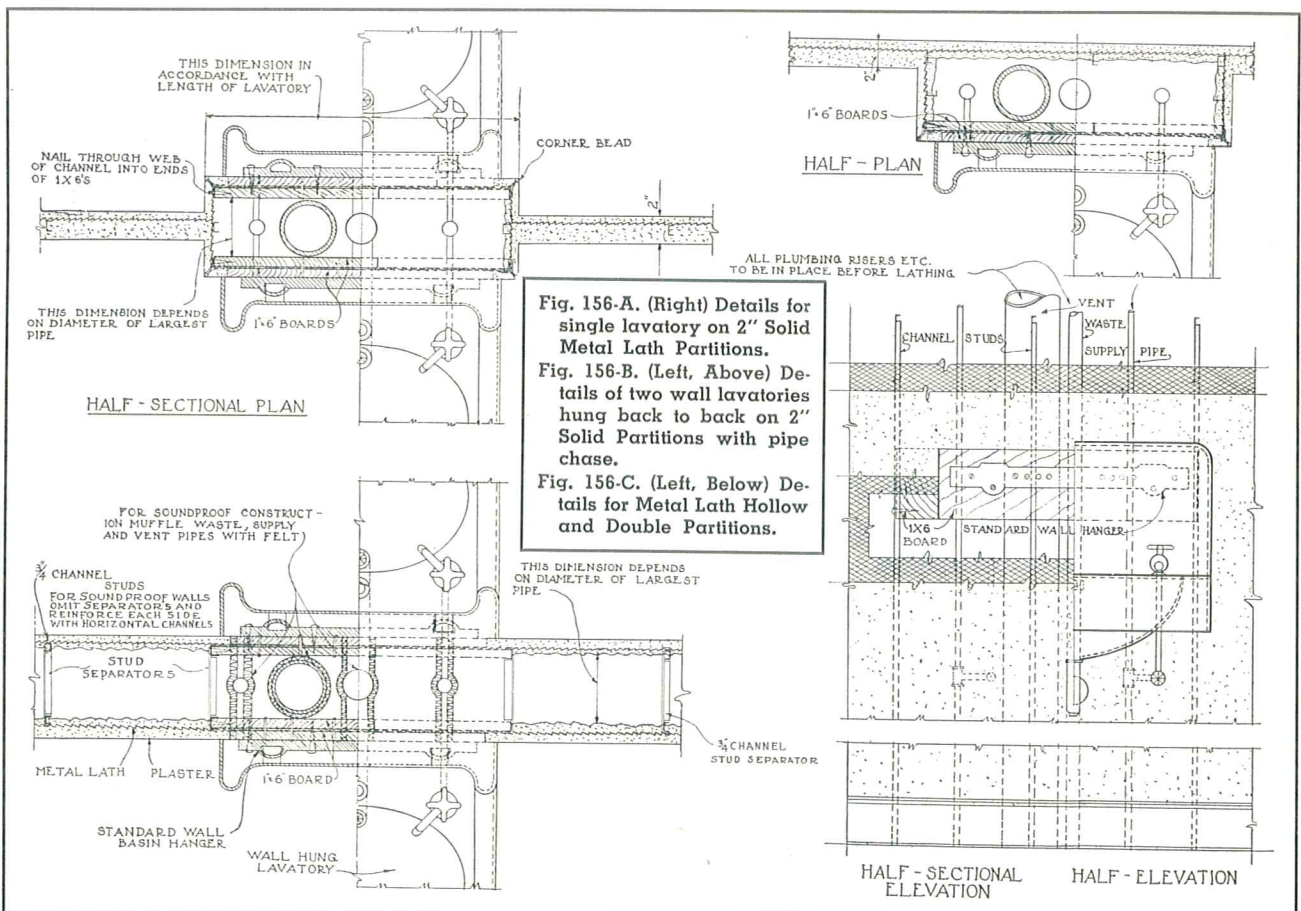 THIS DIMENSION IN
ACCORDANCE WITH
LENGTH OF LAVATORY
NAIL THROUGH WEB
OF CHANNEL INTO ENDS
OF 1X6'S
CORNER BEAD
2"
THIS DIMENSION DEPENDS
ON DIAMETER OF LARGEST
PIPE
1"x6" BOARDS
HALF-SECTIONAL PLAN
2"
1"x6" BOARDS
HALF-PLAN
Fig. 156-A. (Right) Details for
single lavatory on 2" Solid
Metal Lath Partitions.
Fig. 156-B. (Left, Above) De-
tails of two wall lavatories
hung back to back on 2"
Solid Partitions with pipe
chase.
Fig. 156-C. (Left, Below) De-
tails for Metal Lath Hollow
and Double Partitions.
ALL PLUMBING RISERS ETC.
TO BE IN PLACE BEFORE LATHING
VENT
WASTE
CHANNEL STUDS
SUPPLY PIPE
1X6
BOARD
STANDARD WALL HANGER
HALF-SECTIONAL
ELEVATION
HALF-ELEVATION
FOR SOUNDPROOF CONSTRUCT-
ION MUFFLE WASTE, SUPPLY
AND VENT PIPES WITH FELT
3/4" CHANNEL
STUDS
FOR SOUNDPROOF WALLS
OMIT SEPARATORS AND
REINFORCE EACH SIDE
WITH HORIZONTAL CHANNELS
STUD
SEPARATORS
THIS DIMENSION DEPENDS
ON DIAMETER OF LARGEST
PIPE
METAL LATH
PLASTER
1"x6" BOARD
3/4" CHANNEL
STUD SEPARATOR
STANDARD WALL
BASIN HANGER
WALL HUNG
LAVATORY